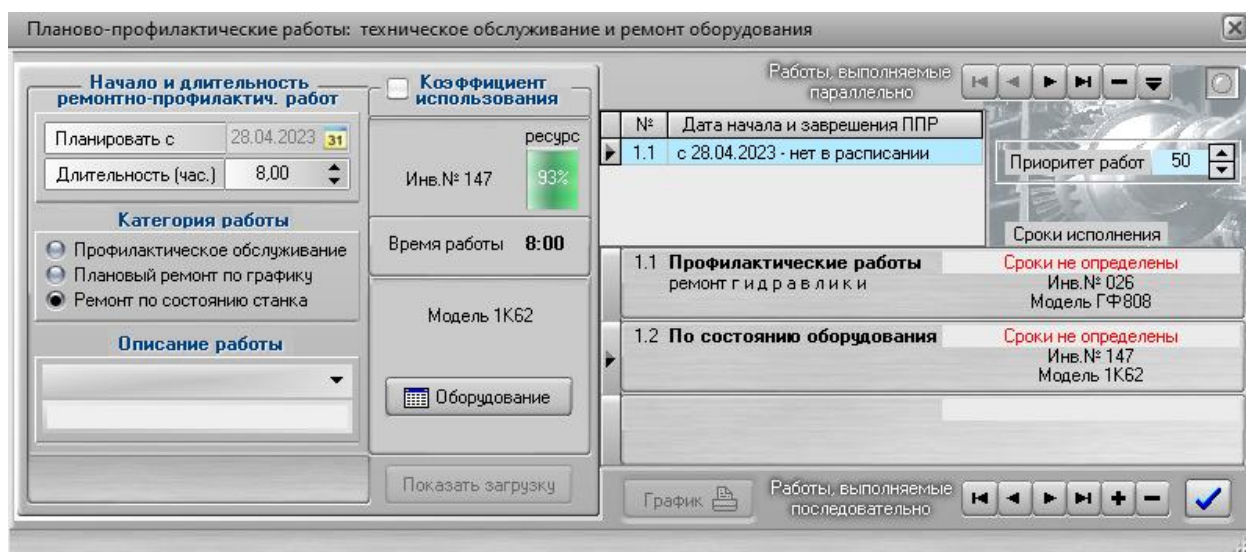 Планово-профилактические работы: техническое обслуживание и ремонт оборудования
Начало и длительность
ремонтно-профилактич. работ
Планировать с 28.04.2023 31
Длительность (час.) 8,00
Категория работы
Профилактическое обслуживание
Плановый ремонт по графику
Ремонт по состоянию станка
Описание работы
Коэффициент
использования
ресурс
Инв.№ 147 93%
Время работы 8:00
Модель 1К62
Оборудование
Показать загрузку
Работы, выполняемые
параллельно
№ Дата начала и заврешения ППР
1.1 с 28.04.2023 - нет в расписании
Приоритет работ 50
Сроки исполнения
1.1 Профилактические работы Сроки не определены
ремонт г и д р а в л и к и Инв.№ 026
Модель ГФ808
1.2 По состоянию оборудования Сроки не определены
Инв.№ 147
Модель 1К62
График
Работы, выполняемые
последовательно